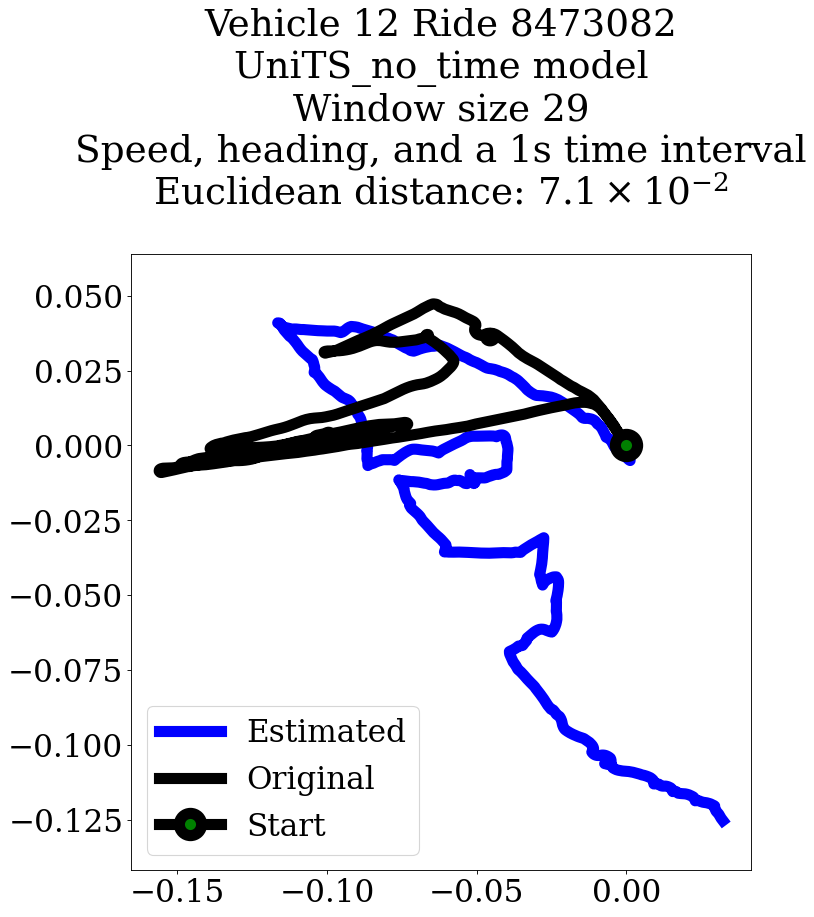 Vehicle 12 Ride 8473082
UniTS_no_time model
Window size 29
Speed, heading, and a 1s time interval
Euclidean distance: 7.1 × 10⁻²
0.050
0.025
0.000
−0.025
−0.050
−0.075
−0.100
−0.125
Estimated
Original
Start
−0.15 −0.10 −0.05 0.00